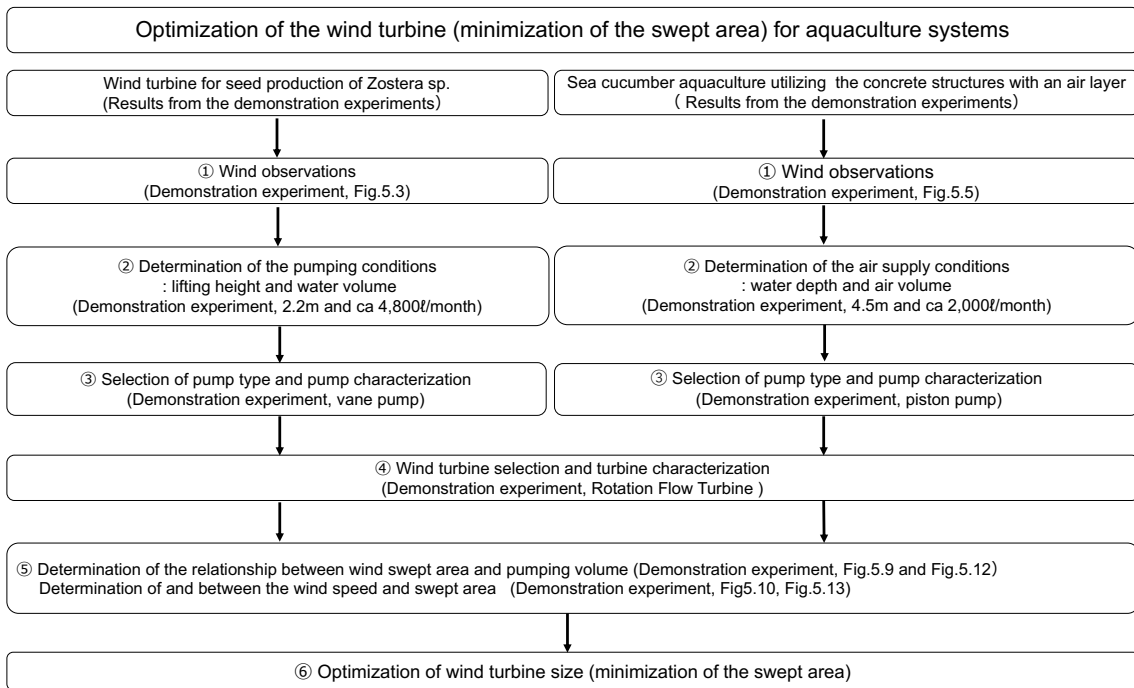 Optimization of the wind turbine (minimization of the swept area) for aquaculture systems
Wind turbine for seed production of Zostera sp.
(Results from the demonstration experiments)
Sea cucumber aquaculture utilizing the concrete structures with an air layer
( Results from the demonstration experiments)
① Wind observations
(Demonstration experiment, Fig.5.3)
① Wind observations
(Demonstration experiment, Fig.5.5)
② Determination of the pumping conditions
: lifting height and water volume
(Demonstration experiment, 2.2m and ca 4,800ℓ/month)
② Determination of the air supply conditions
: water depth and air volume
(Demonstration experiment, 4.5m and ca 2,000ℓ/month)
③ Selection of pump type and pump characterization
(Demonstration experiment, vane pump)
③ Selection of pump type and pump characterization
(Demonstration experiment, piston pump)
④ Wind turbine selection and turbine characterization
(Demonstration experiment, Rotation Flow Turbine )
⑤ Determination of the relationship between wind swept area and pumping volume (Demonstration experiment, Fig.5.9 and Fig.5.12)
Determination of and between the wind speed and swept area (Demonstration experiment, Fig5.10, Fig.5.13)
⑥ Optimization of wind turbine size (minimization of the swept area)